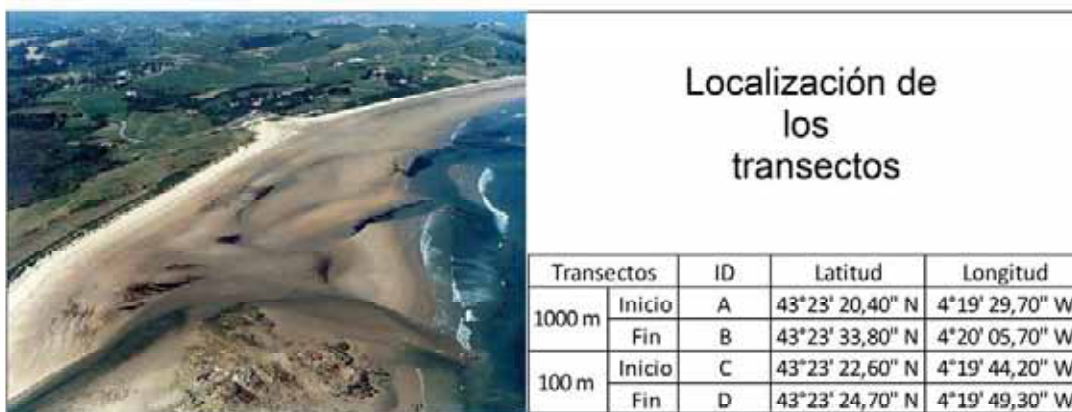 Localización de
los
transectos
Transectos ID Latitud Longitud
1000 m Inicio A 43°23' 20,40" N 4°19' 29,70" W
Fin B 43°23' 33,80" N 4°20' 05,70" W
100 m Inicio C 43°23' 22,60" N 4°19' 44,20" W
Fin D 43°23' 24,70" N 4°19' 49,30" W